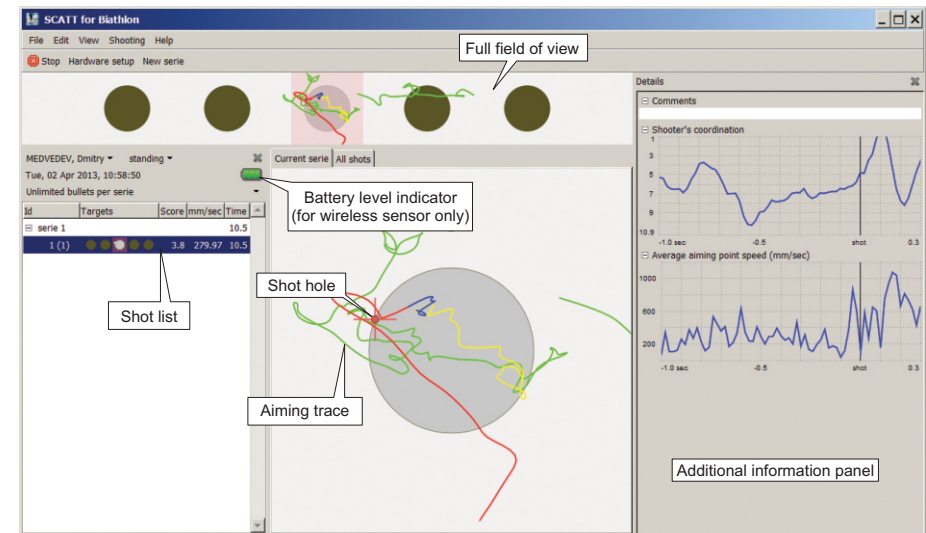 SCATT for Biathlon
File Edit View Shooting Help
Stop Hardware setup New serie
Full field of view
MEDVEDEV, Dmitry standing
Tue, 02 Apr 2013, 10:58:50
Unlimited bullets per serie
Id Targets Score mm/sec Time
serie 1 10.5
1 (1) 3.8 279.97 10.5
Shot list
Current serie All shots
Battery level indicator
(for wireless sensor only)
Shot hole
Aiming trace
Details
Comments
Shooter's coordination
1
3
5
7
9
10.9
-1.0 sec -0.5 shot 0.3
Average aiming point speed (mm/sec)
1000
600
200
-1.0 sec -0.5 shot 0.3
Additional information panel